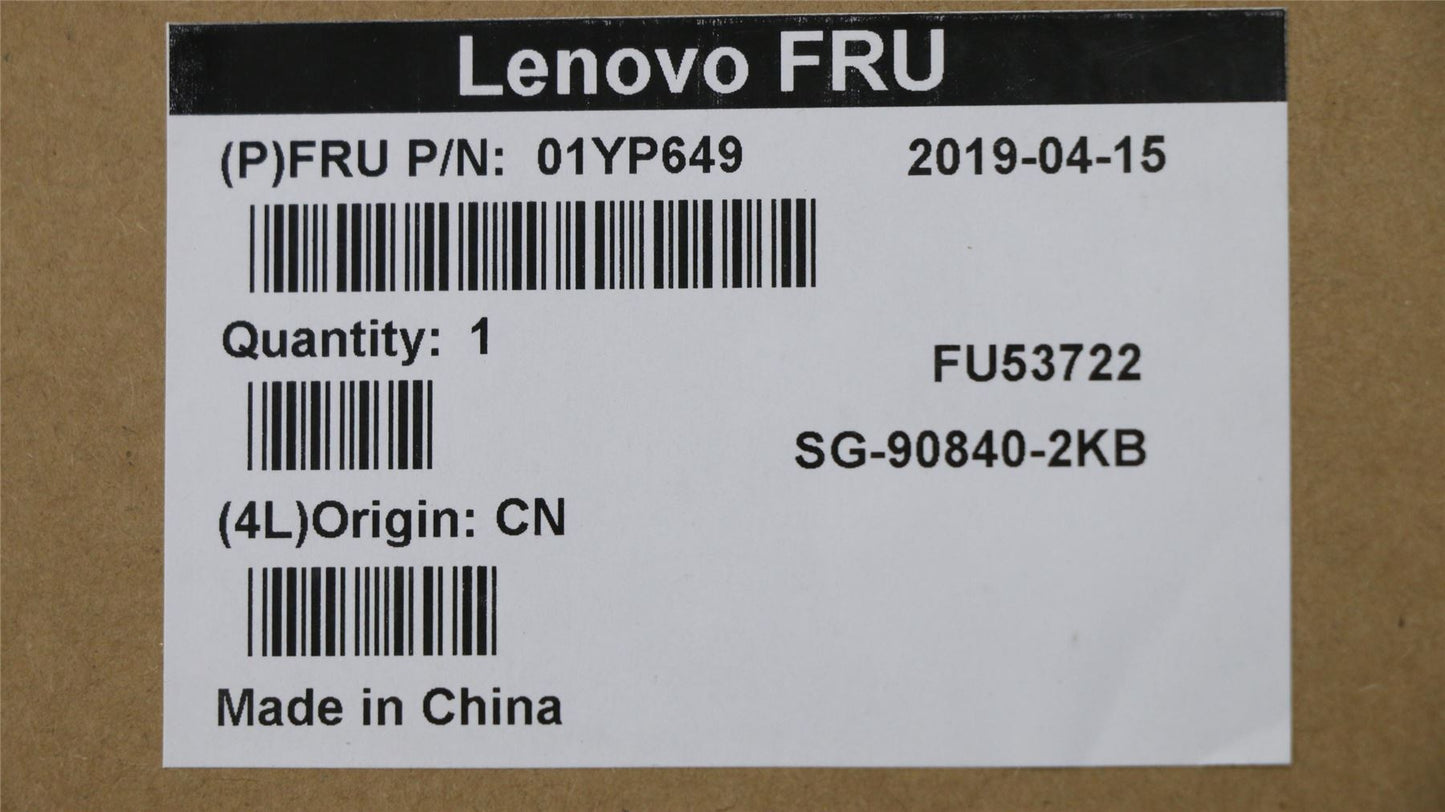 Lenovo FRU
(P)FRU P/N: 01YP649 2019-04-15
Quantity: 1
FU53722
SG-90840-2KB
(4L)Origin: CN
Made in China